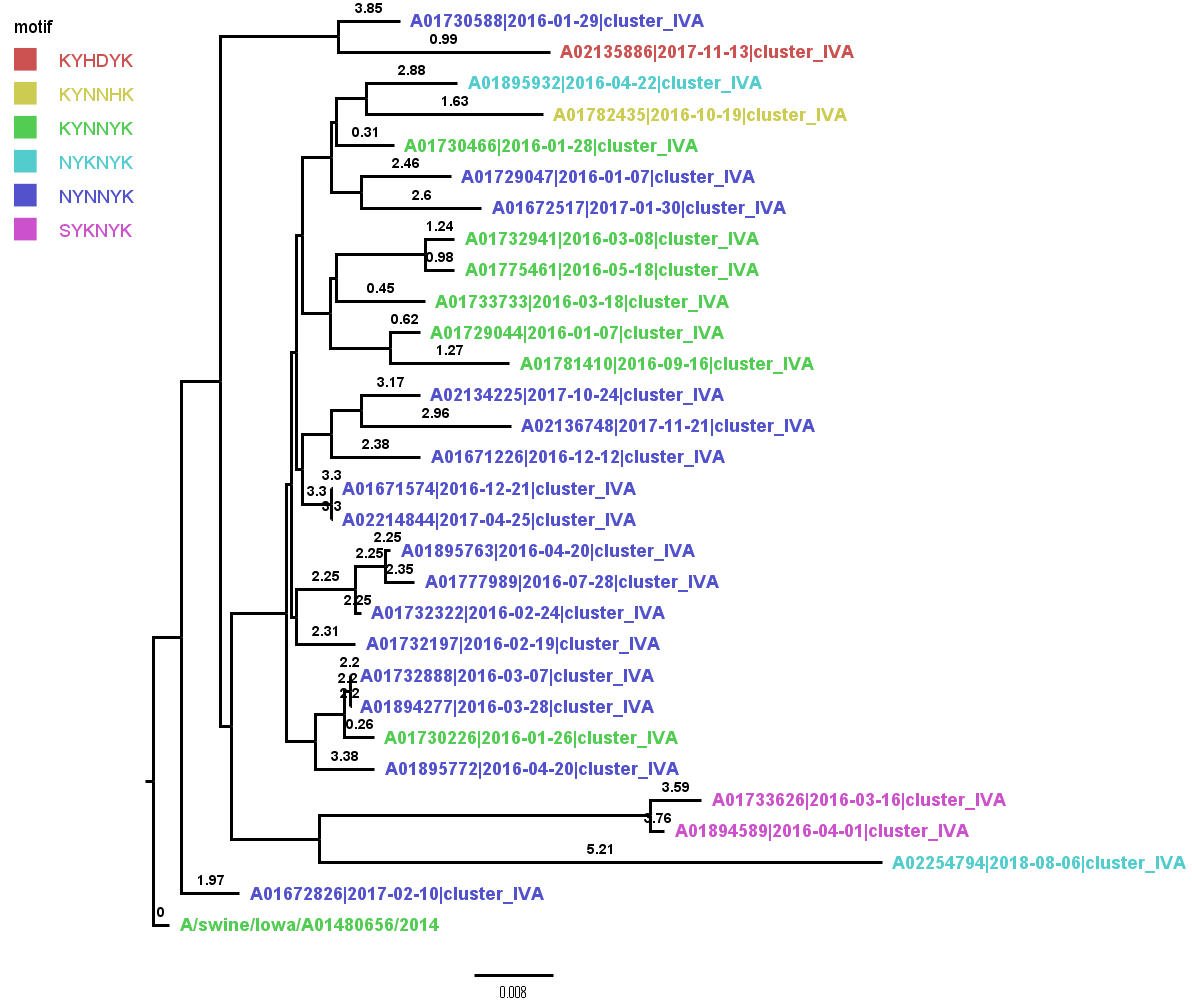 motif
KYHDYK
KYNNHK
KYNNYK
NYKNYK
NYNNYK
SYKNYK
3.85
A01730588|2016-01-29|cluster_IVA
0.99
A02135886|2017-11-13|cluster_IVA
2.88
A01895932|2016-04-22|cluster_IVA
1.63
A01782435|2016-10-19|cluster_IVA
0.31
A01730466|2016-01-28|cluster_IVA
2.46
A01729047|2016-01-07|cluster_IVA
2.6
A01672517|2017-01-30|cluster_IVA
1.24
A01732941|2016-03-08|cluster_IVA
0.98
A01775461|2016-05-18|cluster_IVA
0.45
A01733733|2016-03-18|cluster_IVA
0.62
A01729044|2016-01-07|cluster_IVA
1.27
A01781410|2016-09-16|cluster_IVA
3.17
A02134225|2017-10-24|cluster_IVA
2.96
A02136748|2017-11-21|cluster_IVA
2.38
A01671226|2016-12-12|cluster_IVA
3.3
3.3
A01671574|2016-12-21|cluster_IVA
3.3
A02214844|2017-04-25|cluster_IVA
2.25
2.25
A01895763|2016-04-20|cluster_IVA
2.35
A01777989|2016-07-28|cluster_IVA
2.25
2.25
A01732322|2016-02-24|cluster_IVA
2.31
A01732197|2016-02-19|cluster_IVA
2.2
2.2
A01732888|2016-03-07|cluster_IVA
2.2
A01894277|2016-03-28|cluster_IVA
0.26
A01730226|2016-01-26|cluster_IVA
3.38
A01895772|2016-04-20|cluster_IVA
3.59
A01733626|2016-03-16|cluster_IVA
3.76
A01894589|2016-04-01|cluster_IVA
5.21
A02254794|2018-08-06|cluster_IVA
1.97
A01672826|2017-02-10|cluster_IVA
0
A/swine/Iowa/A01480656/2014
0.008